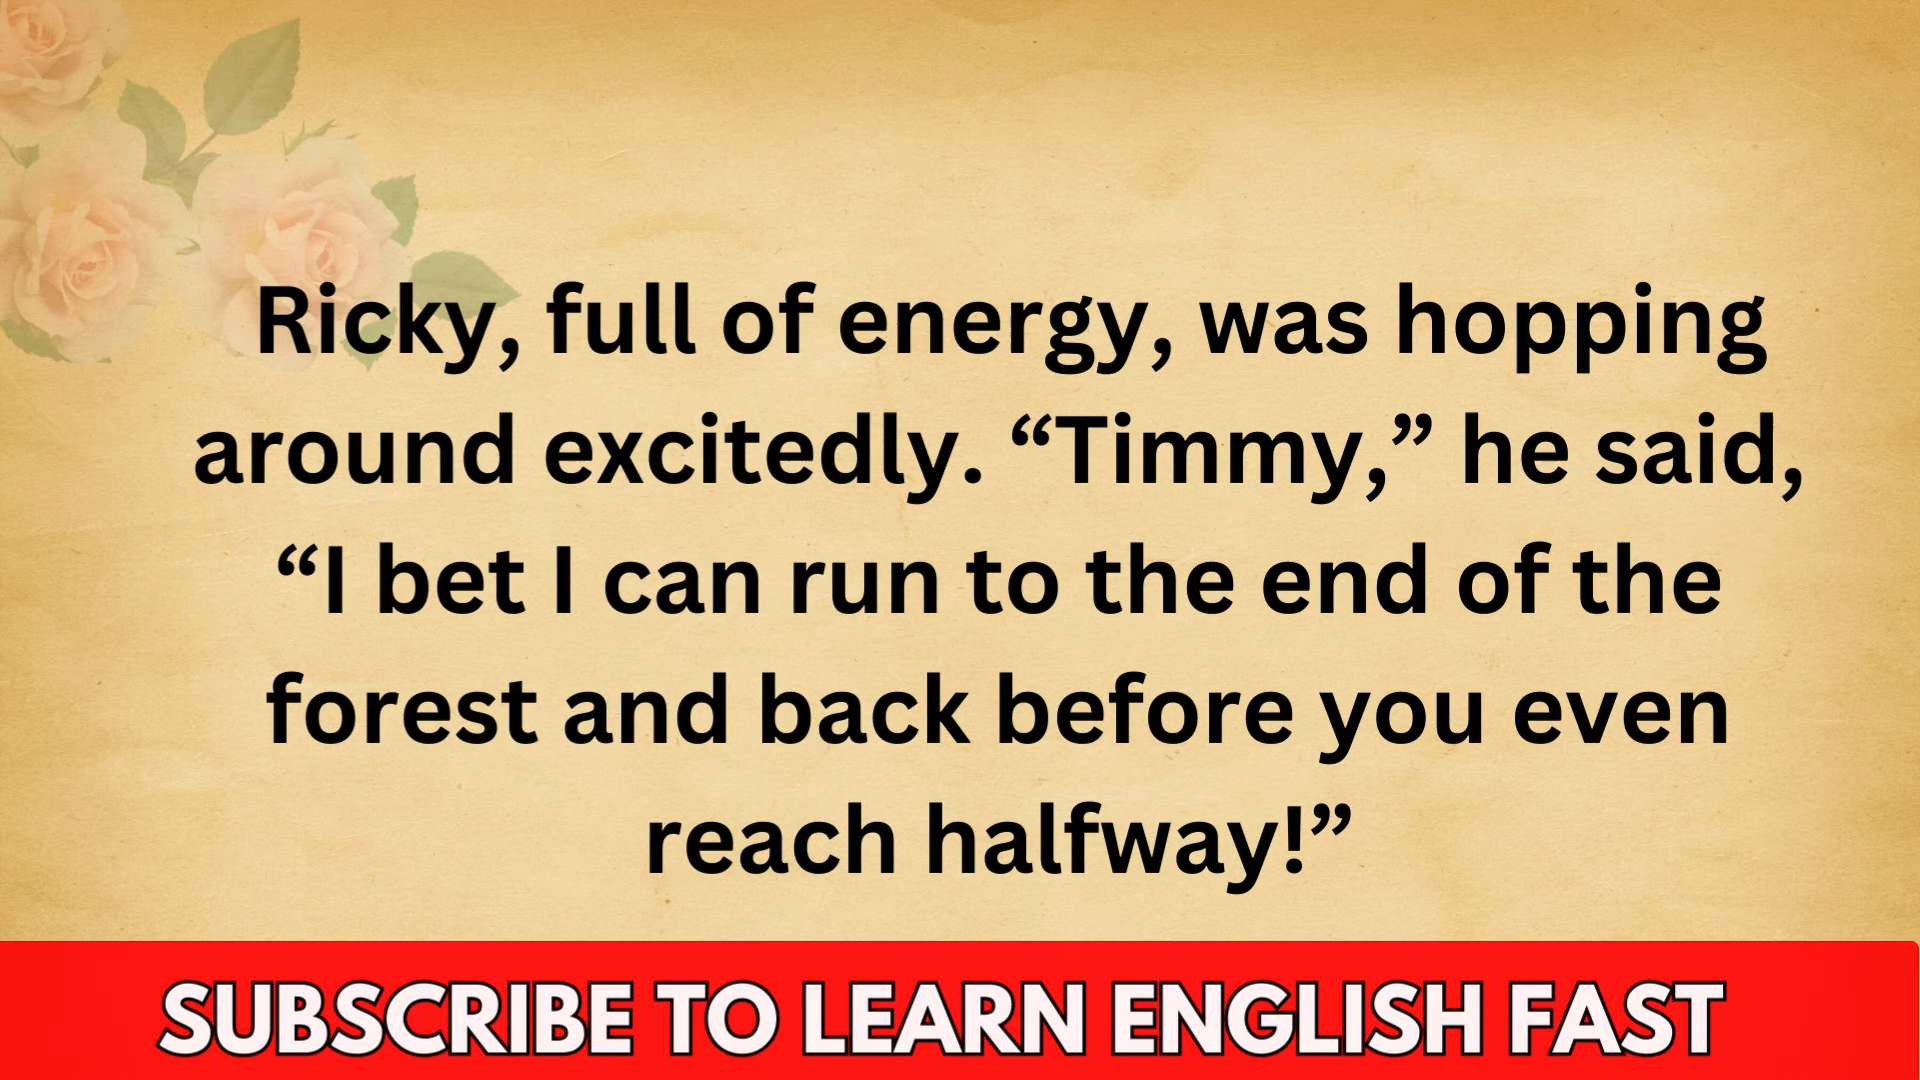 Ricky, full of energy, was hopping
around excitedly. “Timmy,” he said,
“I bet I can run to the end of the
forest and back before you even
reach halfway!”
SUBSCRIBE TO LEARN ENGLISH FAST